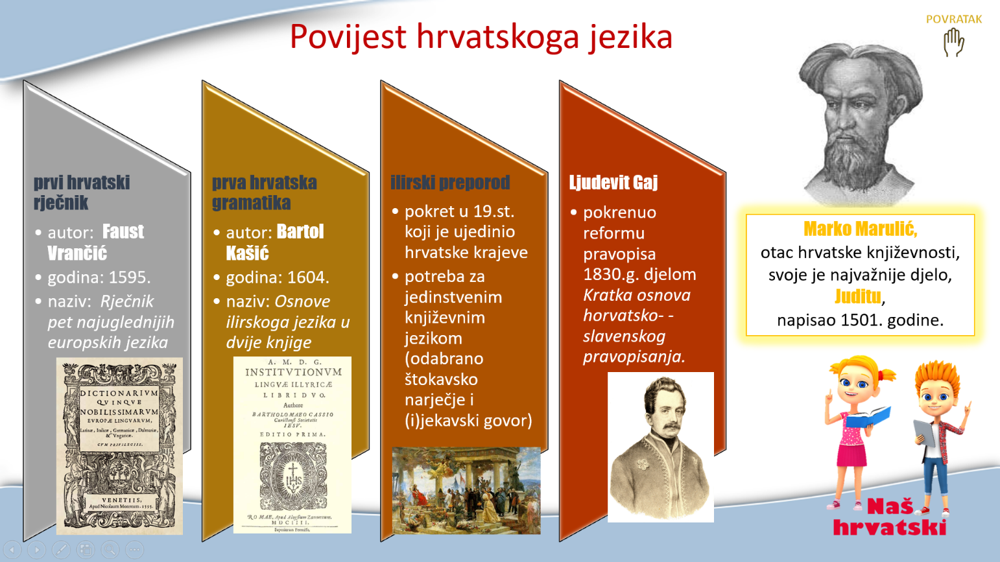 Povijest hrvatskoga jezika
POVRATAK
prvi hrvatski
rječnik
• autor:  Faust
Vrančić
• godina: 1595.
• naziv:  Rječnik
pet najuglednijih
europskih jezika
DICTIONARIVM
QVINQVE
NOBILISSIMARVM
EVROPÆ LINGVARVM,
Latinæ, Italicæ, Germanicæ, Dalmatiæ,
& Vngaricæ.
CVM PRIVILEGIIS.
VENETIIS,
Apud Nicolaum Morettum. 1595.
prva hrvatska
gramatika
• autor: Bartol
Kašić
• godina: 1604.
• naziv: Osnove
ilirskoga jezika u
dvije knjige
A. M. D. G.
INSTITVTIONVM
LINGVÆ ILLYRICÆ
LIBRI DVO.
Authore
BARTHOLOMAEO CASSIO
Curictensi Societatis
IESV.
EDITIO PRIMA.
IHS
ROMAE, Apud Aloysium Zannettum.
MDCIIII.
Superiorum Permissu.
ilirski preporod
• pokret u 19.st.
koji je ujedinio
hrvatske krajeve
• potreba za
jedinstvenim
književnim
jezikom
(odabrano
štokavsko
narječje i
(i)jekavski govor)
Ljudevit Gaj
• pokrenuo
reformu
pravopisa
1830.g. djelom
Kratka osnova
horvatsko- -
slavenskog
pravopisanja.
Marko Marulić,
otac hrvatske književnosti,
svoje je najvažnije djelo,
Juditu,
napisao 1501. godine.
Naš
hrvatski